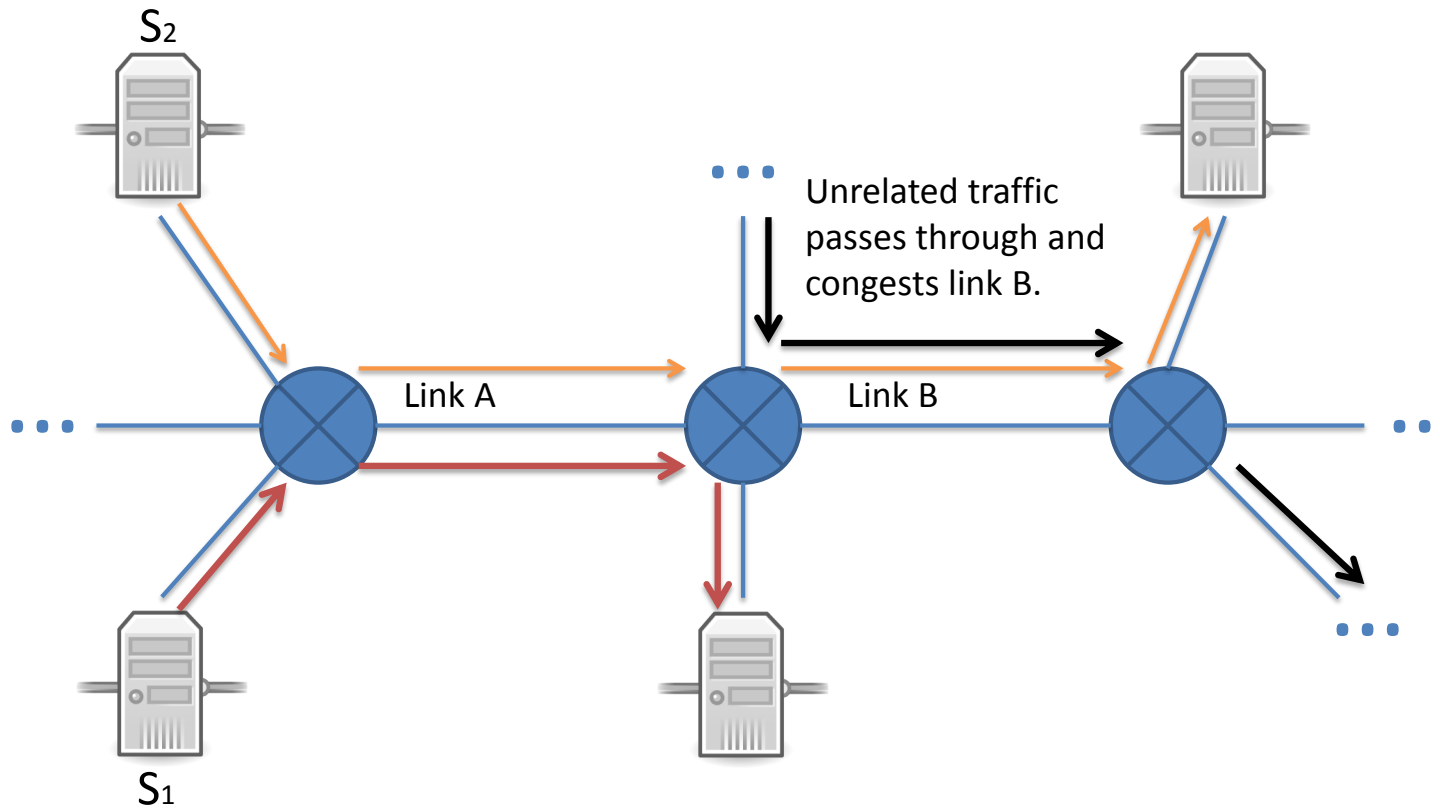 S2
Unrelated traffic
passes through and
congests link B.
Link A
Link B
S1